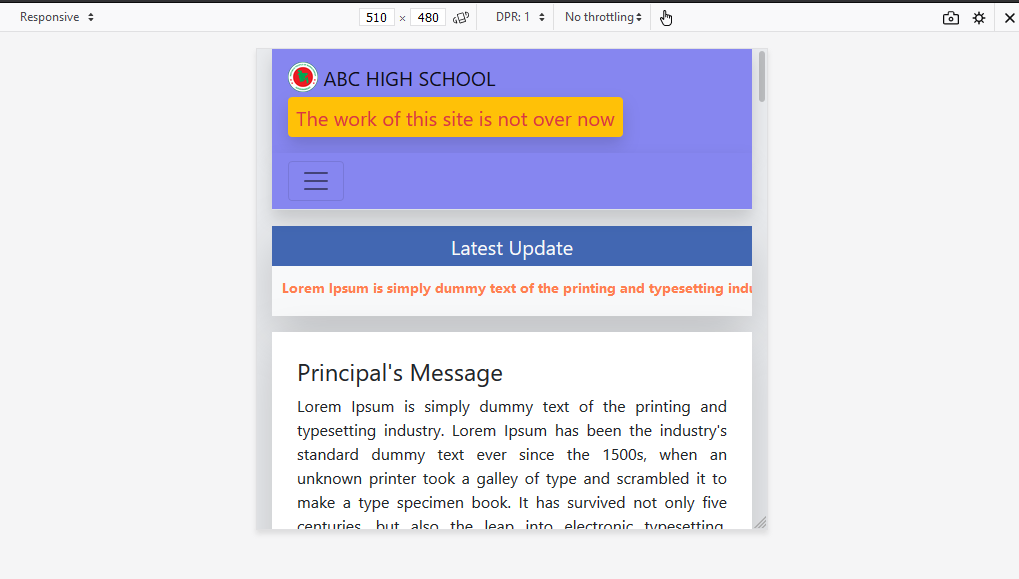 Responsive 510 × 480 DPR: 1 No throttling
ABC HIGH SCHOOL
The work of this site is not over now
Latest Update
Lorem Ipsum is simply dummy text of the printing and typesetting indu
Principal's Message
Lorem Ipsum is simply dummy text of the printing and
typesetting industry. Lorem Ipsum has been the industry's
standard dummy text ever since the 1500s, when an
unknown printer took a galley of type and scrambled it to
make a type specimen book. It has survived not only five
centuries, but also the leap into electronic typesetting,